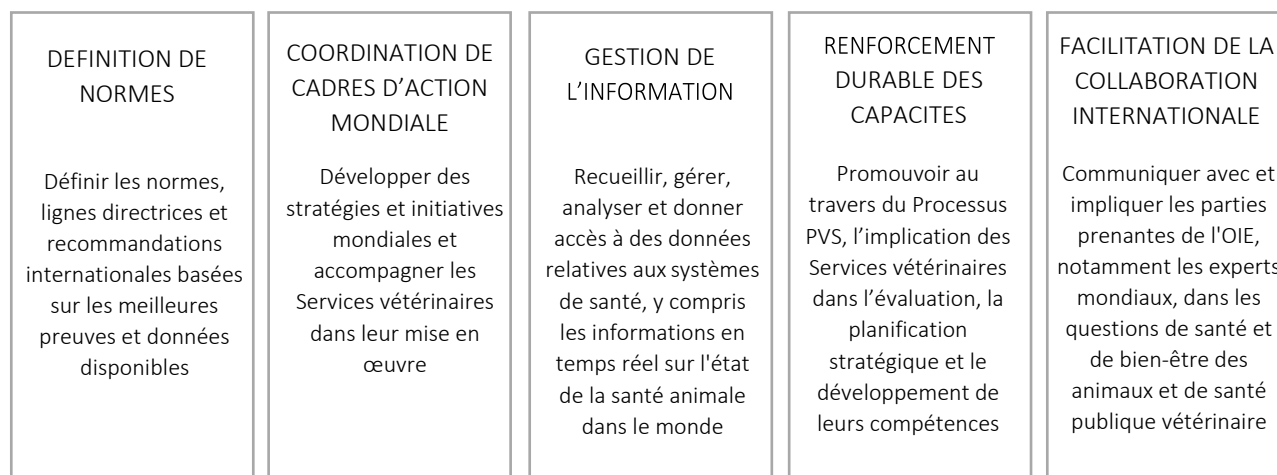 DEFINITION DE
NORMES
Définir les normes,
lignes directrices et
recommandations
internationales basées
sur les meilleures
preuves et données
disponibles
COORDINATION DE
CADRES D’ACTION
MONDIALE
Développer des
stratégies et initiatives
mondiales et
accompagner les
Services vétérinaires
dans leur mise en
œuvre
GESTION DE
L’INFORMATION
Recueillir, gérer,
analyser et donner
accès à des données
relatives aux systèmes
de santé, y compris
les informations en
temps réel sur l'état
de la santé animale
dans le monde
RENFORCEMENT
DURABLE DES
CAPACITES
Promouvoir au
travers du Processus
PVS, l’implication des
Services vétérinaires
dans l’évaluation, la
planification
stratégique et le
développement de
leurs compétences
FACILITATION DE LA
COLLABORATION
INTERNATIONALE
Communiquer avec et
impliquer les parties
prenantes de l'OIE,
notamment les experts
mondiaux, dans les
questions de santé et
de bien-être des
animaux et de santé
publique vétérinaire